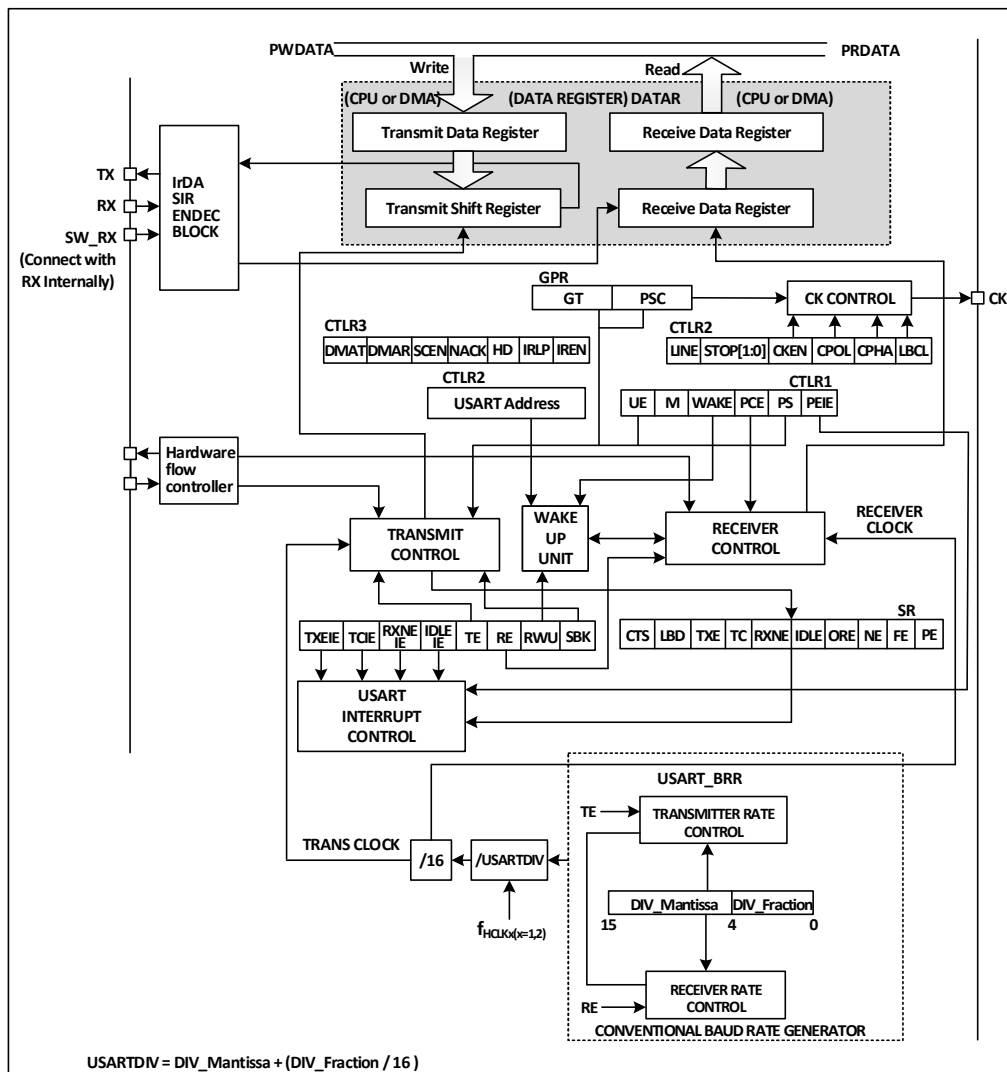 PWDATA
PRDATA
Write
Read
(CPU or DMA)
(DATA REGISTER) DATAR
(CPU or DMA)
Transmit Data Register
Receive Data Register
TX
RX
SW_RX
(Connect with
RX Internally)
IrDA
SIR
ENDEC
BLOCK
Transmit Shift Register
Receive Data Register
GPR
GT
PSC
CK CONTROL
CK
CTLR3
DMAT
DMAR
SCEN
NACK
HD
IRLP
IREN
CTLR2
LINE
STOP[1:0]
CKEN
CPOL
CPHA
LBCL
CTLR2
USART Address
CTLR1
UE
M
WAKE
PCE
PS
PEIE
Hardware
flow
controller
TRANSMIT
CONTROL
WAKE
UP
UNIT
RECEIVER
CONTROL
RECEIVER
CLOCK
TXEIE
TCIE
RXNE
IE
IDLE
IE
TE
RE
RWU
SBK
SR
CTS
LBD
TXE
TC
RXNE
IDLE
ORE
NE
FE
PE
USART
INTERRUPT
CONTROL
USART_BRR
TE
TRANSMITTER RATE
CONTROL
TRANS CLOCK
/16
/USARTDIV
fHCLKx(x=1,2)
DIV_Mantissa
DIV_Fraction
15
4
0
RECEIVER RATE
CONTROL
RE
CONVENTIONAL BAUD RATE GENERATOR
USARTDIV = DIV_Mantissa + (DIV_Fraction / 16 )